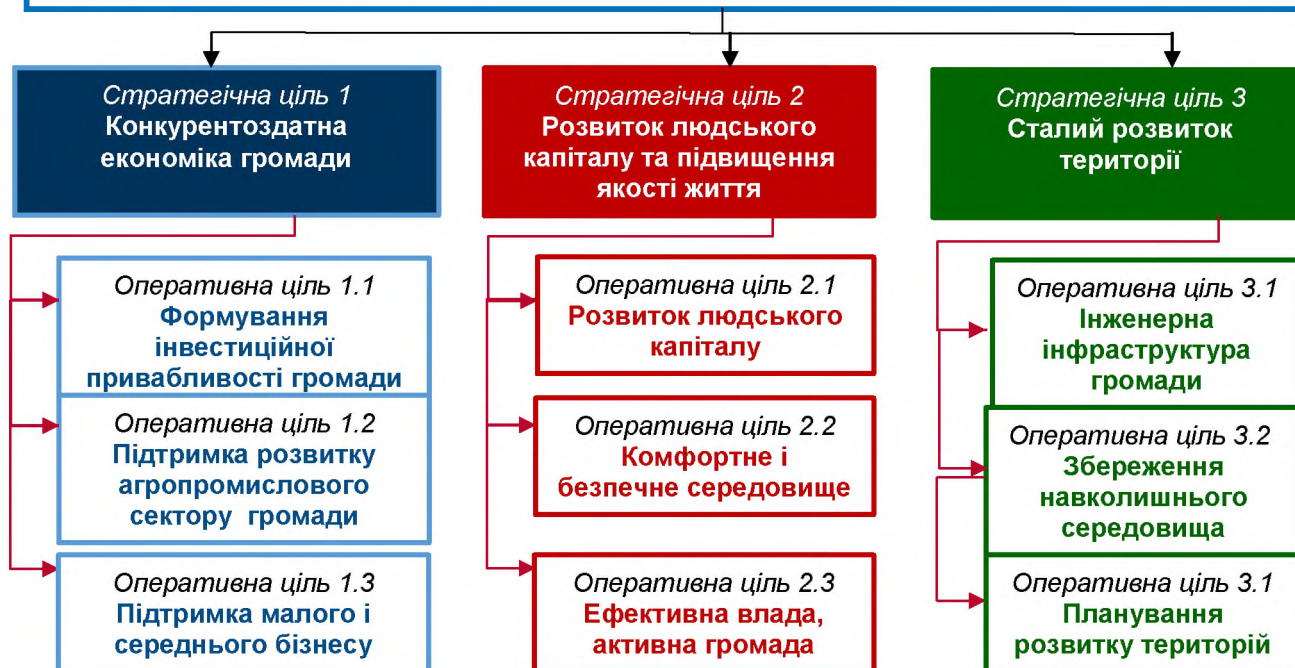 Стратегічна ціль 1
Конкурентоздатна
економіка громади
Оперативна ціль 1.1
Формування
інвестиційної
привабливості громади
Оперативна ціль 1.2
Підтримка розвитку
агропромислового
сектору громади
Оперативна ціль 1.3
Підтримка малого і
середнього бізнесу
Стратегічна ціль 2
Розвиток людського
капіталу та підвищення
якості життя
Оперативна ціль 2.1
Розвиток людського
капіталу
Оперативна ціль 2.2
Комфортне і
безпечне середовище
Оперативна ціль 2.3
Ефективна влада,
активна громада
Стратегічна ціль 3
Сталий розвиток
території
Оперативна ціль 3.1
Інженерна
інфраструктура
громади
Оперативна ціль 3.2
Збереження
навколишнього
середовища
Оперативна ціль 3.1
Планування
розвитку територій